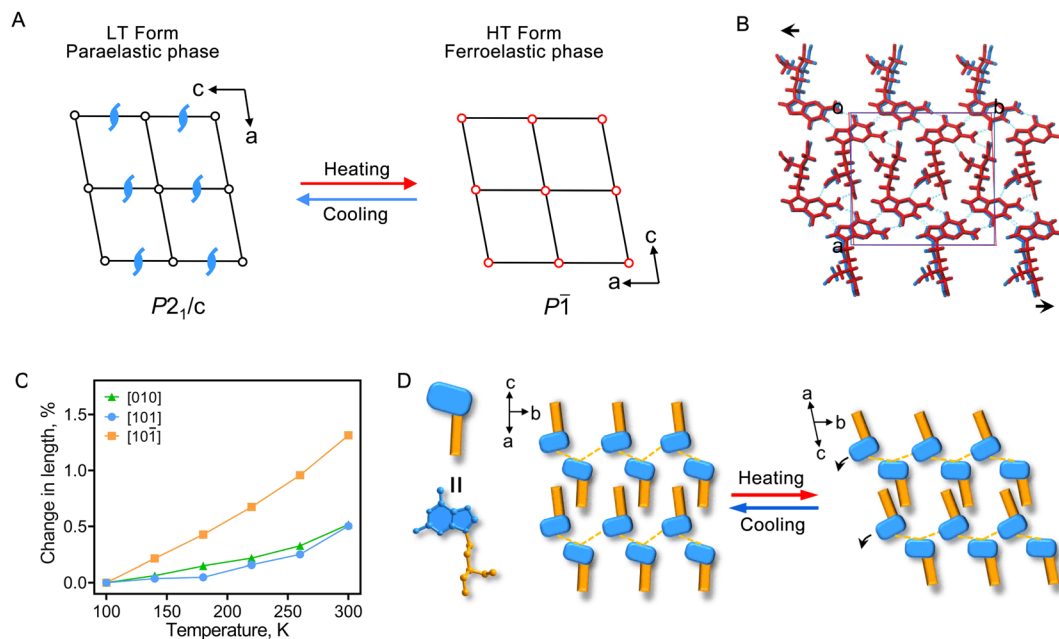 A
LT Form
Paraelastic phase
c
a
P2₁/c
Heating
Cooling
HT Form
Ferroelastic phase
c
a
P1̄
B
o
b
a
C
Change in length, %
1.5
1.0
0.5
0.0
[010]
[101]
[101̄]
100
150
200
250
300
Temperature, K
D
c
b
a
Heating
Cooling
a
b
c